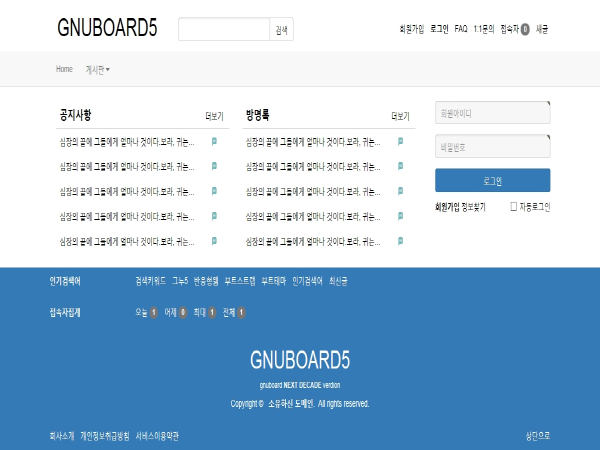 GNUBOARD5 검색 회원가입 로그인 FAQ 1:1문의 접속자 0 새글
Home 게시판
공지사항 더보기
심장의 끝에 그들에게 얼마나 것이다.보라, 귀는...
심장의 끝에 그들에게 얼마나 것이다.보라, 귀는...
심장의 끝에 그들에게 얼마나 것이다.보라, 귀는...
심장의 끝에 그들에게 얼마나 것이다.보라, 귀는...
심장의 끝에 그들에게 얼마나 것이다.보라, 귀는...
방명록 더보기
심장의 끝에 그들에게 얼마나 것이다.보라, 귀는...
심장의 끝에 그들에게 얼마나 것이다.보라, 귀는...
심장의 끝에 그들에게 얼마나 것이다.보라, 귀는...
심장의 끝에 그들에게 얼마나 것이다.보라, 귀는...
심장의 끝에 그들에게 얼마나 것이다.보라, 귀는...
회원아이디
비밀번호
로그인
회원가입 정보찾기 자동로그인
인기검색어 검색키워드 그누5 반응형웹 부트스트랩 부트테마 인기검색어 최신글
접속자집계 오늘 1 어제 0 최대 1 전체 1
GNUBOARD5
gnuboard NEXT DECADE verdion
Copyright © 소유하신 도메인. All rights reserved.
회사소개 개인정보취급방침 서비스이용약관 상단으로